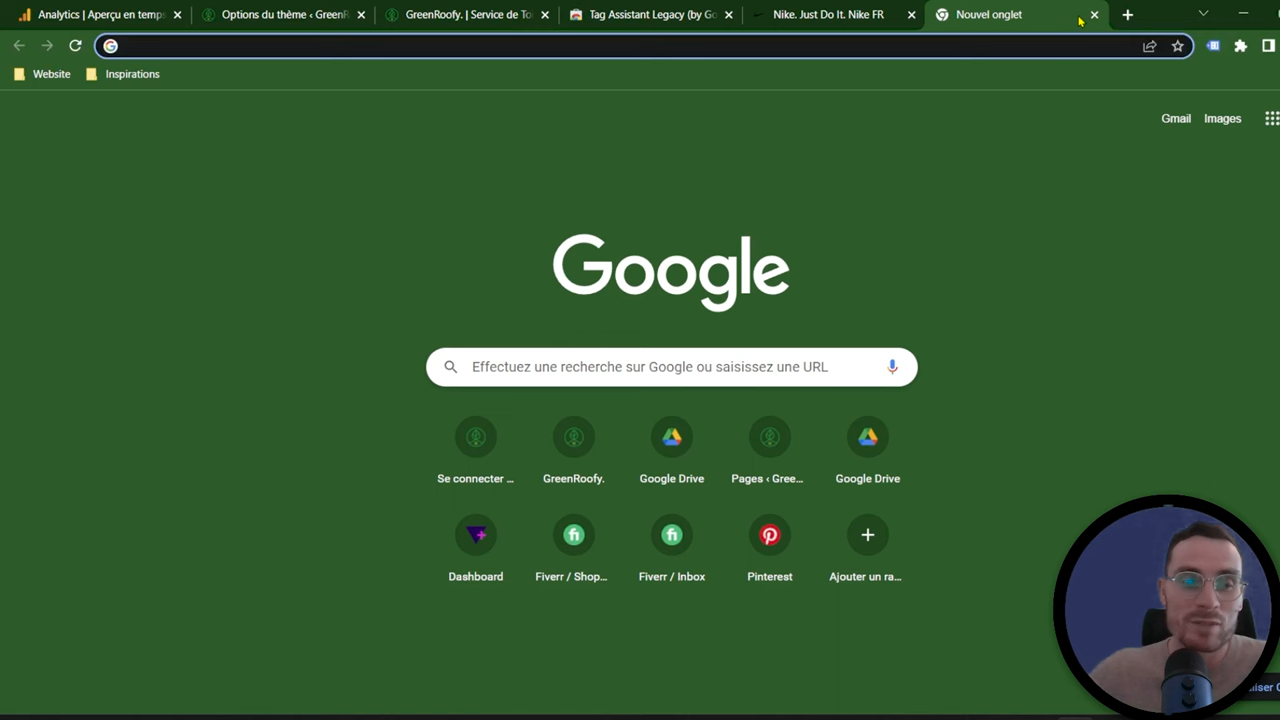 Analytics | Aperçu en temps
Options du thème ‹ GreenR
GreenRoofy. | Service de Toi
Tag Assistant Legacy (by Go
Nike. Just Do It. Nike FR
Nouvel onglet
Website
Inspirations
Gmail
Images
Google
Effectuez une recherche sur Google ou saisissez une URL
Se connecter ...
GreenRoofy.
Google Drive
Pages ‹ Gree...
Google Drive
Dashboard
Fiverr / Shop...
Fiverr / Inbox
Pinterest
Ajouter un ra...